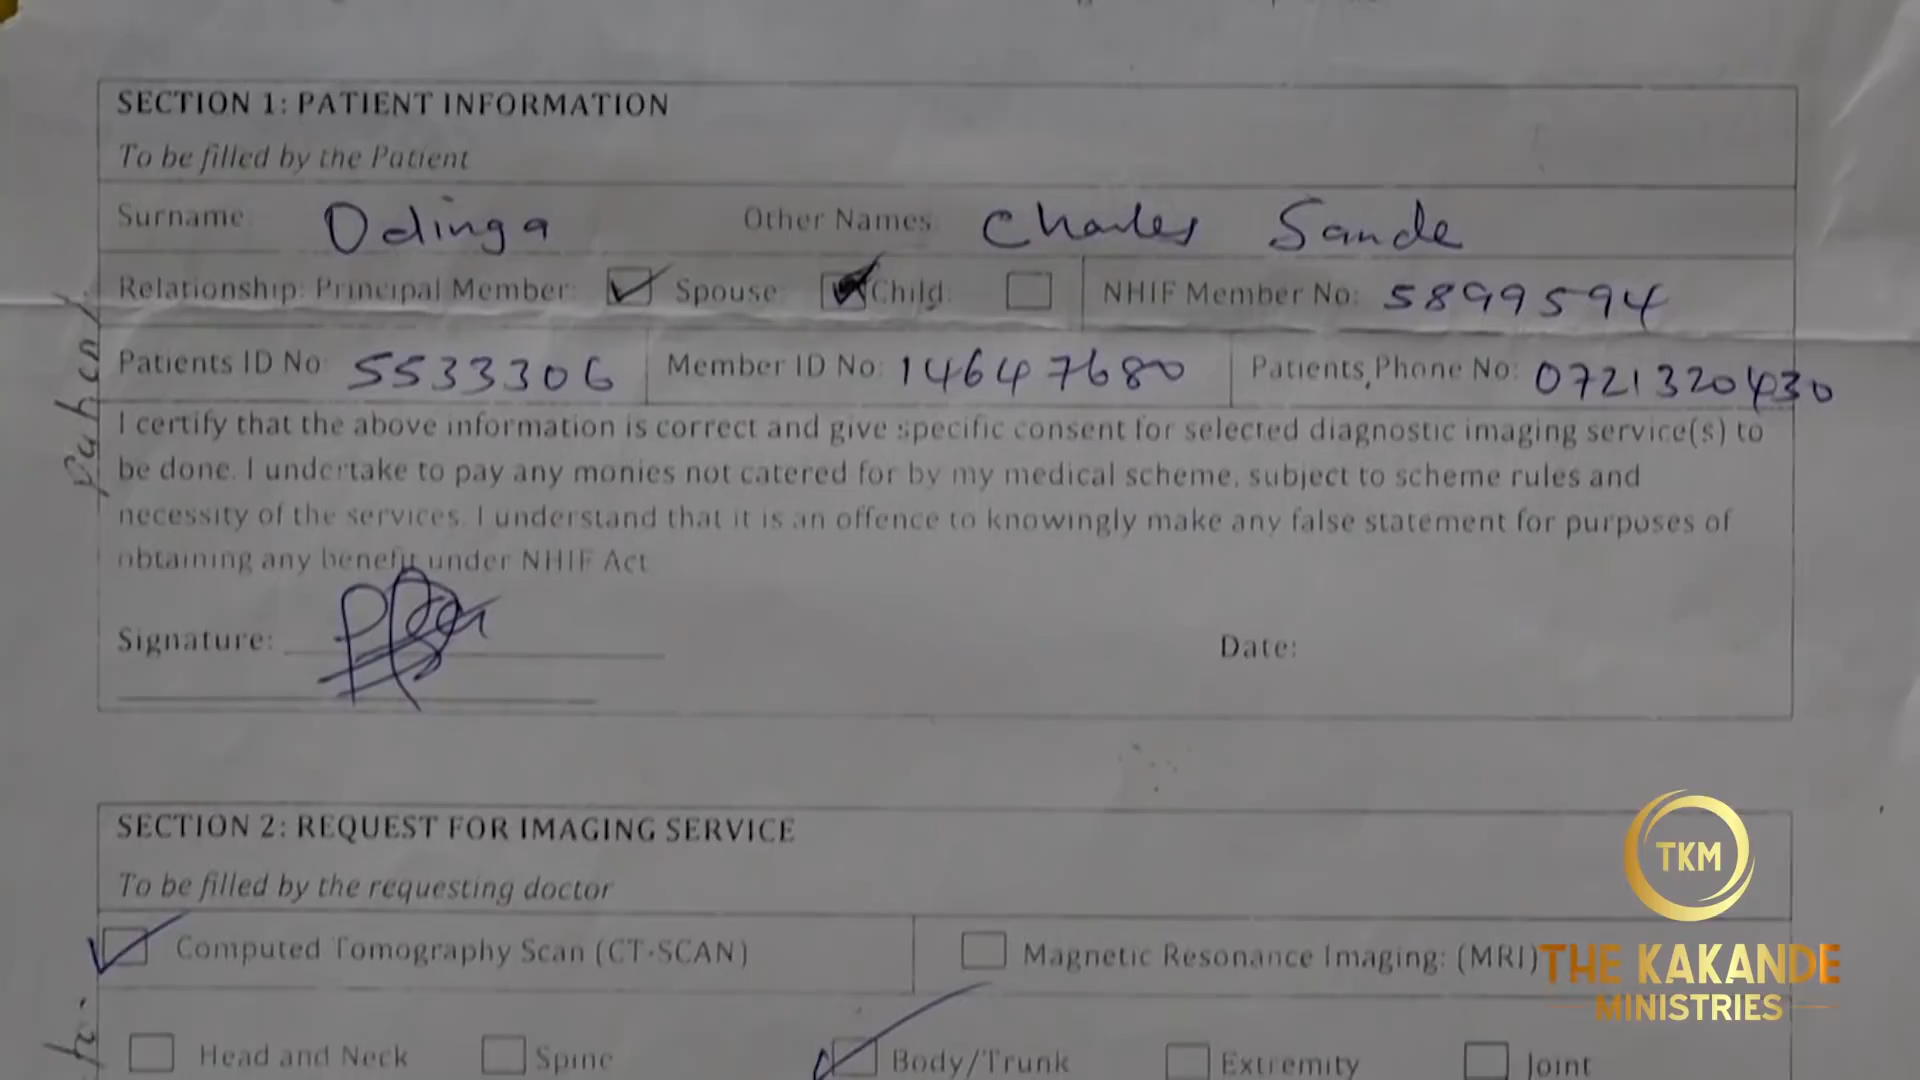 SECTION 1: PATIENT INFORMATION
To be filled by the Patient
Surname: Odinga Other Names: Charles Sande
Relationship: Principal Member: Spouse: Child: NHIF Member No: 5899594
Patients ID No: 5533306 Member ID No: 14647680 Patients Phone No: 0721320430
I certify that the above information is correct and give specific consent for selected diagnostic imaging service(s) to
be done. I undertake to pay any monies not catered for by my medical scheme, subject to scheme rules and
necessity of the services. I understand that it is an offence to knowingly make any false statement for purposes of
obtaining any benefit under NHIF Act
Signature: Date:
patient
SECTION 2: REQUEST FOR IMAGING SERVICE
To be filled by the requesting doctor
Computed Tomography Scan (CT-SCAN) Magnetic Resonance Imaging: (MRI)
Head and Neck Spine Body/Trunk Extremity Joint
TKM
THE KAKANDE
MINISTRIES